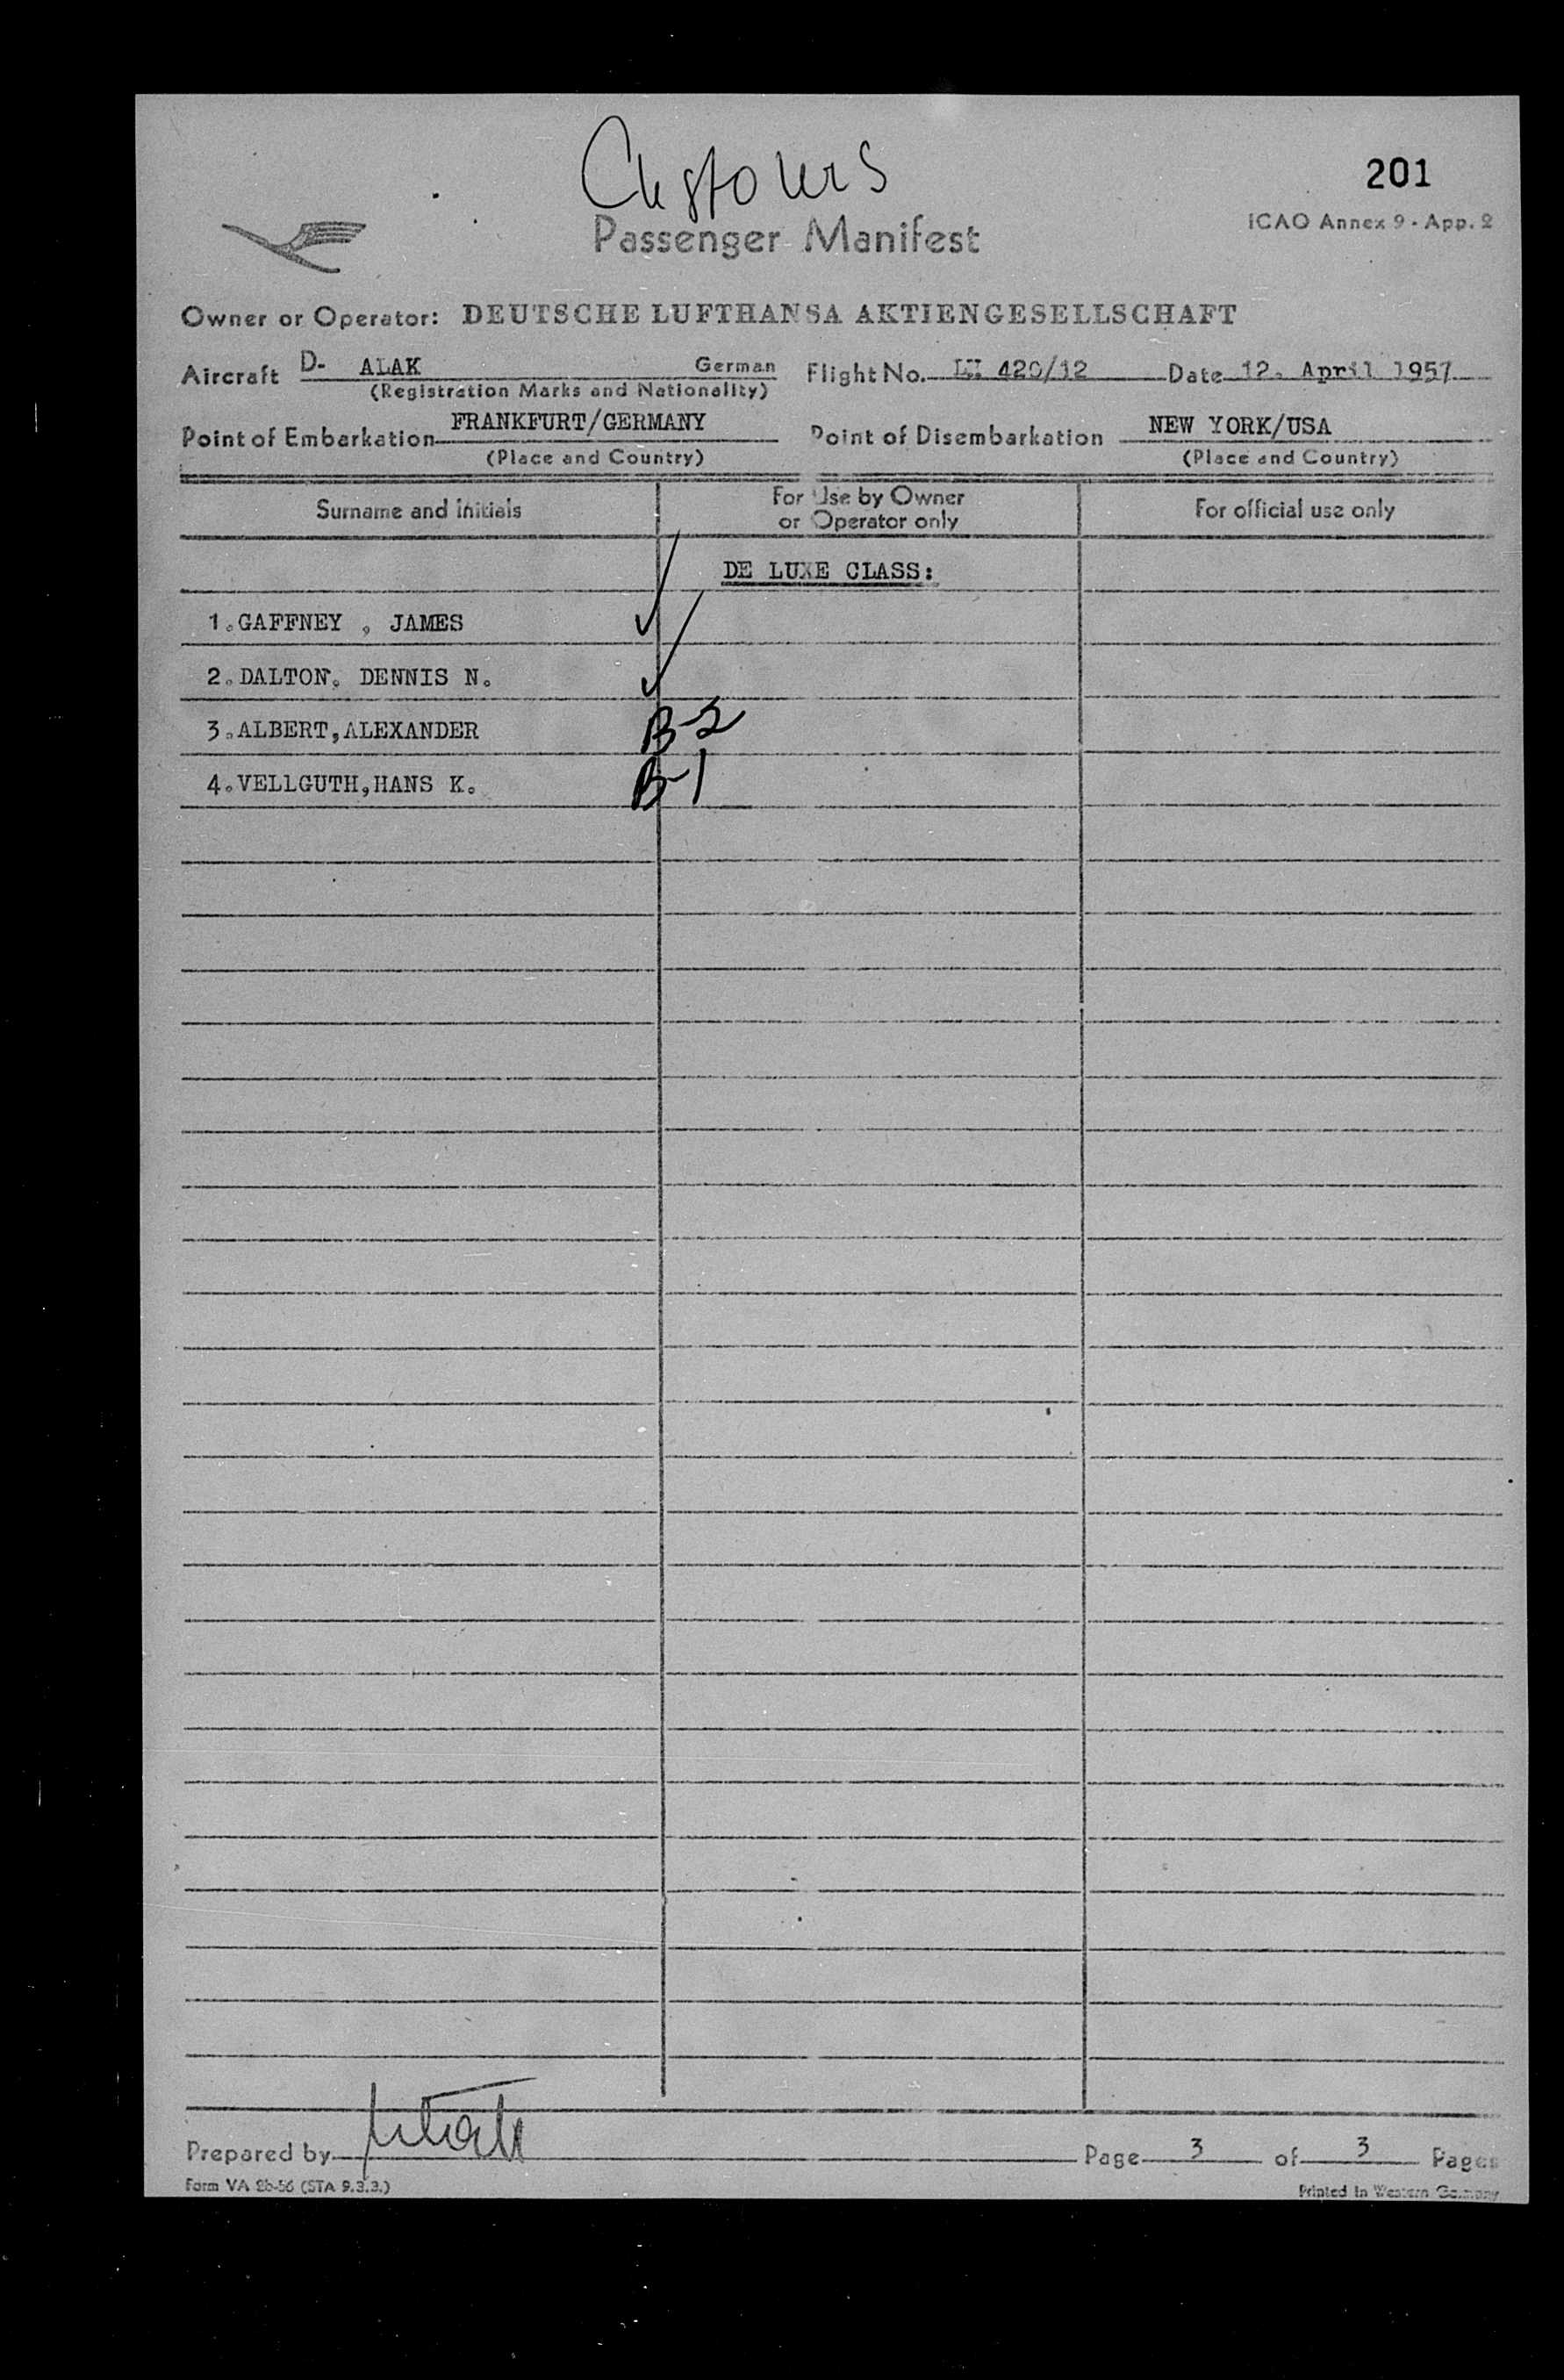 Customs
201
Passenger Manifest
ICAO Annex 9 - App. 2
Owner or Operator: DEUTSCHE LUFTHANSA AKTIENGESELLSCHAFT
Aircraft D- ALAK German Flight No. LH 420/12 Date 12. April 1957
(Registration Marks and Nationality)
Point of Embarkation FRANKFURT/GERMANY Point of Disembarkation NEW YORK/USA
(Place and Country) (Place and Country)
Surname and initials For Use by Owner or Operator only For official use only
DE LUXE CLASS:
1.GAFFNEY , JAMES
2.DALTON. DENNIS N.
3.ALBERT,ALEXANDER B-2
4.VELLGUTH,HANS K. B-1
Prepared by Page 3 of 3 Pages
Form VA 2b-56 (STA 9.3.3.) Printed in Western Germany